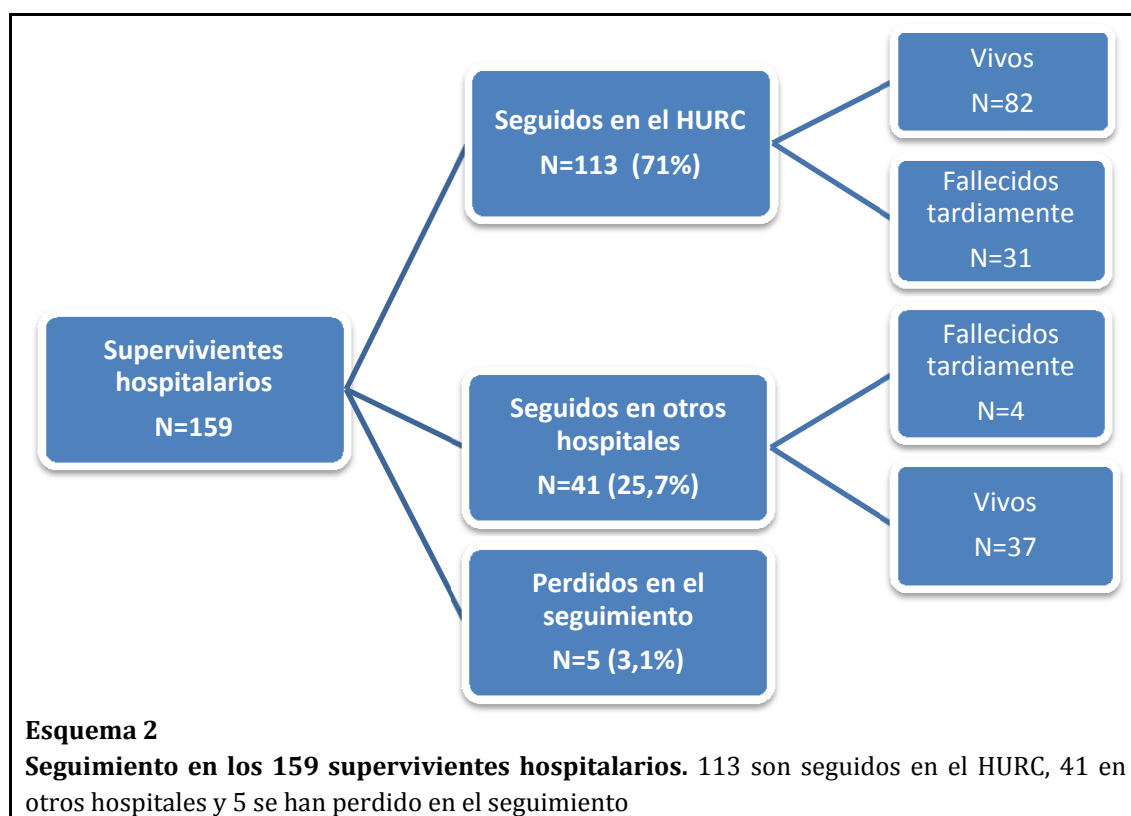 Supervivientes
hospitalarios
N=159
Seguidos en el HURC
N=113 (71%)
Vivos
N=82
Fallecidos
tardiamente
N=31
Seguidos en otros
hospitales
N=41 (25,7%)
Fallecidos
tardiamente
N=4
Vivos
N=37
Perdidos en el
seguimiento
N=5 (3,1%)
Esquema 2
Seguimiento en los 159 supervivientes hospitalarios. 113 son seguidos en el HURC, 41 en
otros hospitales y 5 se han perdido en el seguimiento